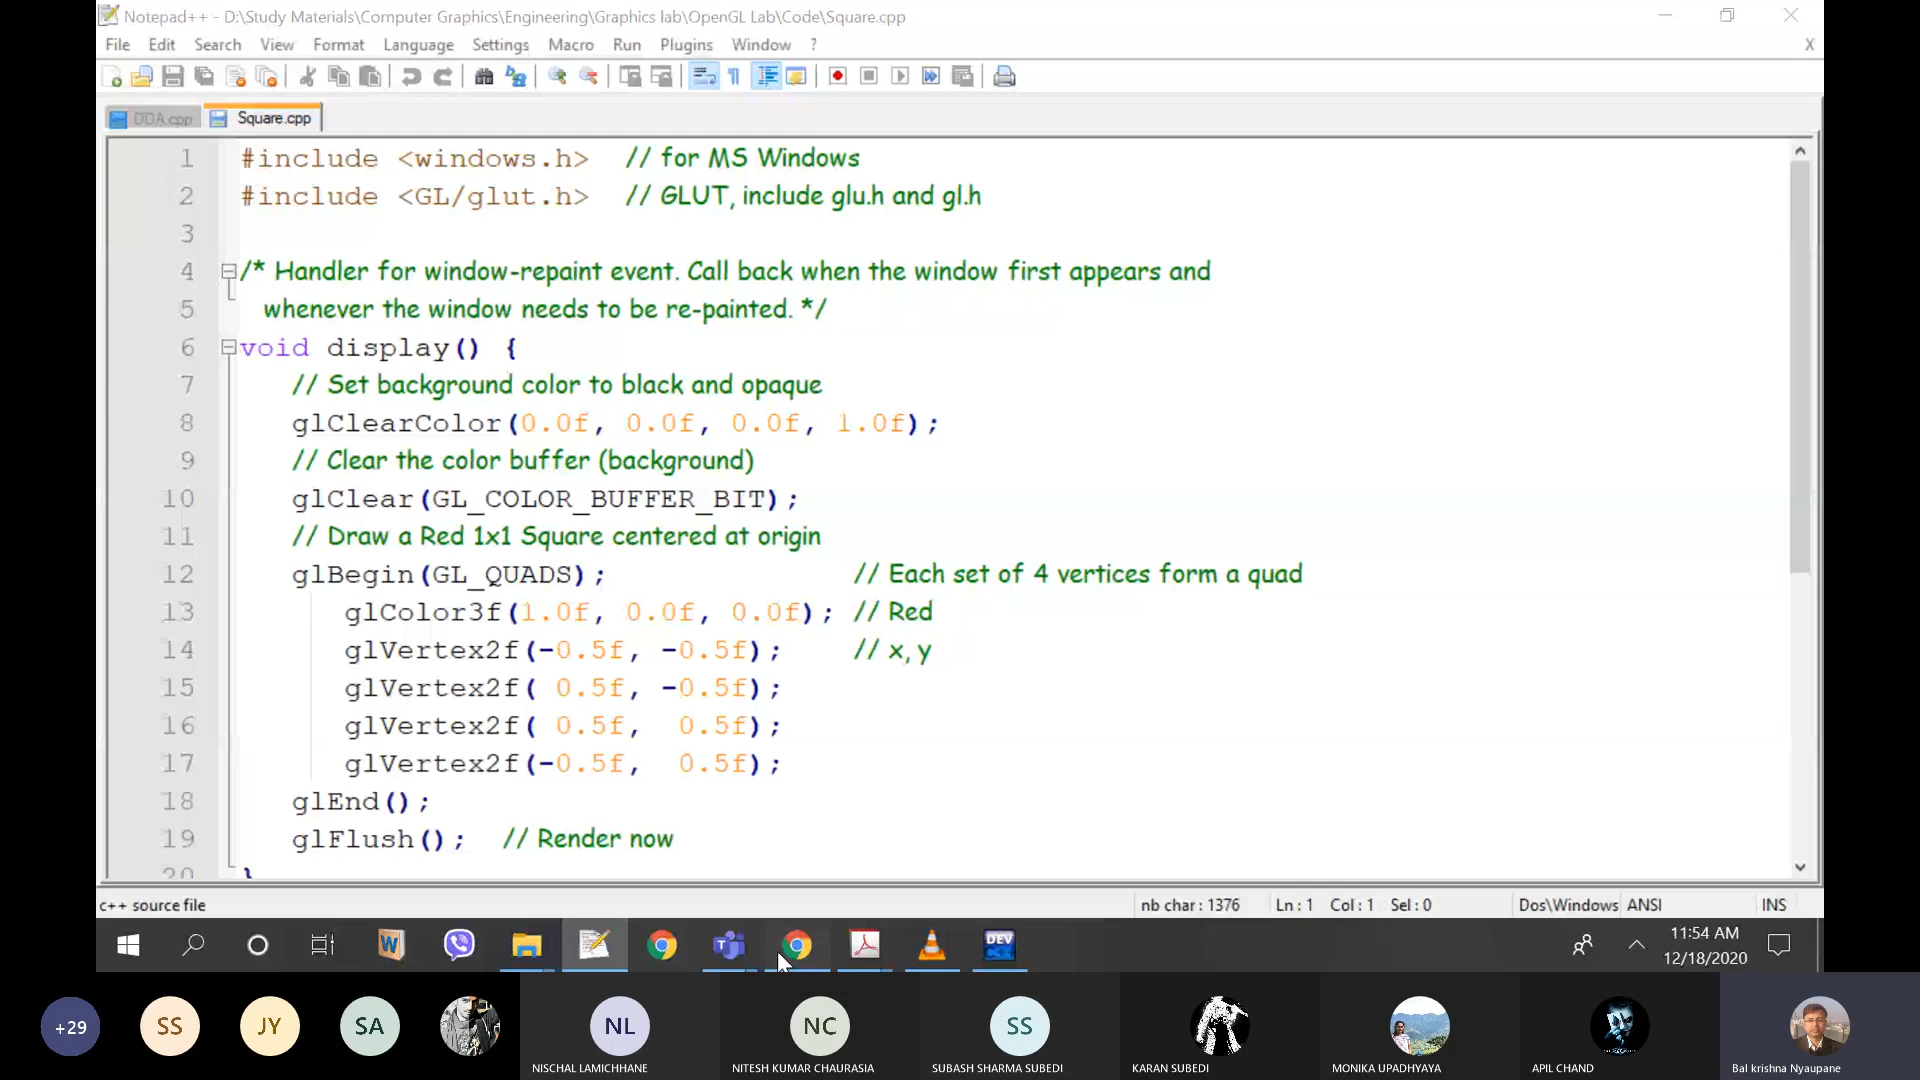 Notepad++ - D:\Study Materials\Computer Graphics\Engineering\Graphics lab\OpenGL Lab\Code\Square.cpp
File Edit Search View Format Language Settings Macro Run Plugins Window ? X
DDA.cpp Square.cpp
1 #include <windows.h> // for MS Windows
2 #include <GL/glut.h> // GLUT, include glu.h and gl.h
3
4 /* Handler for window-repaint event. Call back when the window first appears and
5 whenever the window needs to be re-painted. */
6 void display() {
7 // Set background color to black and opaque
8 glClearColor(0.0f, 0.0f, 0.0f, 1.0f);
9 // Clear the color buffer (background)
10 glClear(GL_COLOR_BUFFER_BIT);
11 // Draw a Red 1x1 Square centered at origin
12 glBegin(GL_QUADS); // Each set of 4 vertices form a quad
13 glColor3f(1.0f, 0.0f, 0.0f); // Red
14 glVertex2f(-0.5f, -0.5f); // x, y
15 glVertex2f( 0.5f, -0.5f);
16 glVertex2f( 0.5f, 0.5f);
17 glVertex2f(-0.5f, 0.5f);
18 glEnd();
19 glFlush(); // Render now
20 }
c++ source file nb char : 1376 Ln : 1 Col : 1 Sel : 0 Dos\Windows ANSI INS
DEV
11:54 AM
12/18/2020
+29 SS JY SA NL NC SS
NISCHAL LAMICHHANE NITESH KUMAR CHAURASIA SUBASH SHARMA SUBEDI KARAN SUBEDI MONIKA UPADHYAYA APIL CHAND Bal krishna Nyaupane